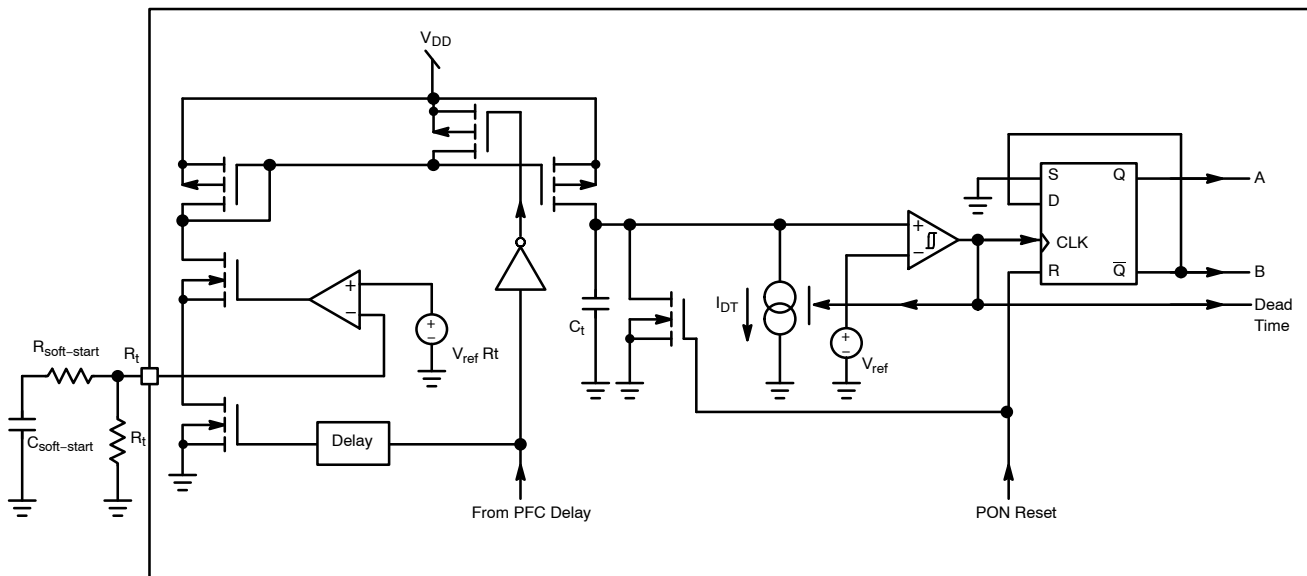 VDD
S
Q
A
D
CLK
R
Q
B
IDT
Ct
Dead
Time
Vref Rt
Vref
Rsoft−start
Rt
Csoft−start
Rt
Delay
From PFC Delay
PON Reset